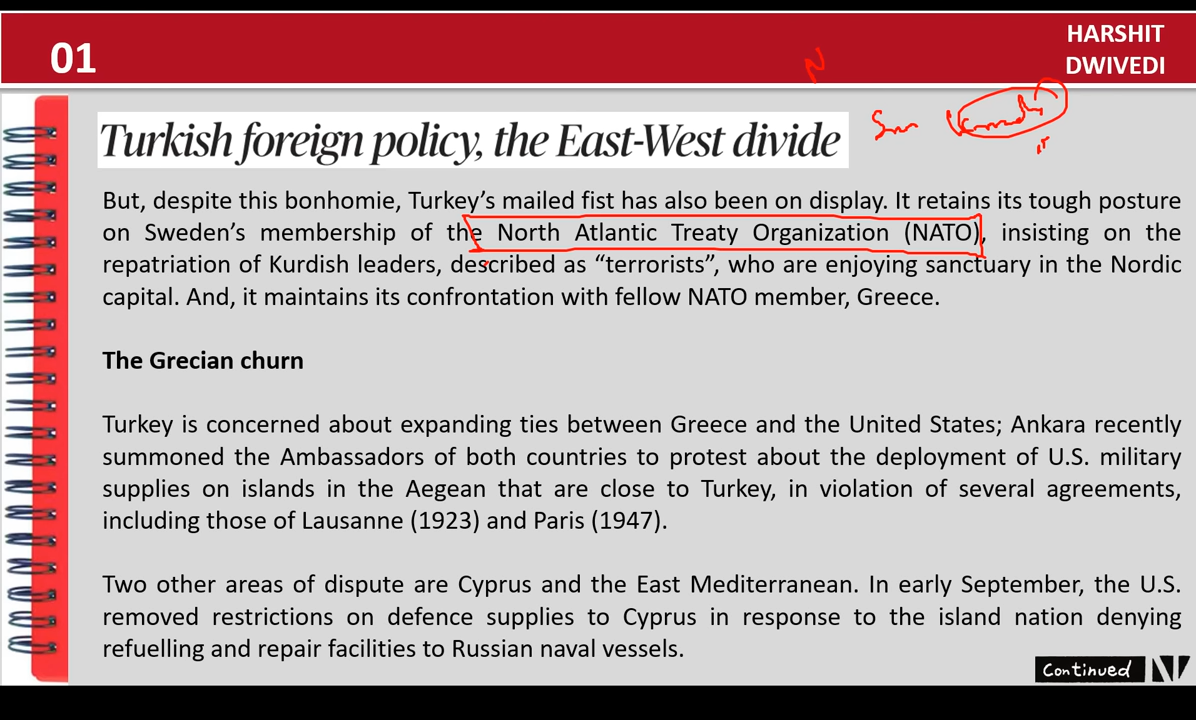 01
HARSHIT
DWIVEDI
Turkish foreign policy, the East-West divide
But, despite this bonhomie, Turkey's mailed fist has also been on display. It retains its tough posture
on Sweden's membership of the North Atlantic Treaty Organization (NATO), insisting on the
repatriation of Kurdish leaders, described as “terrorists”, who are enjoying sanctuary in the Nordic
capital. And, it maintains its confrontation with fellow NATO member, Greece.
The Grecian churn
Turkey is concerned about expanding ties between Greece and the United States; Ankara recently
summoned the Ambassadors of both countries to protest about the deployment of U.S. military
supplies on islands in the Aegean that are close to Turkey, in violation of several agreements,
including those of Lausanne (1923) and Paris (1947).
Two other areas of dispute are Cyprus and the East Mediterranean. In early September, the U.S.
removed restrictions on defence supplies to Cyprus in response to the island nation denying
refuelling and repair facilities to Russian naval vessels.
Continued